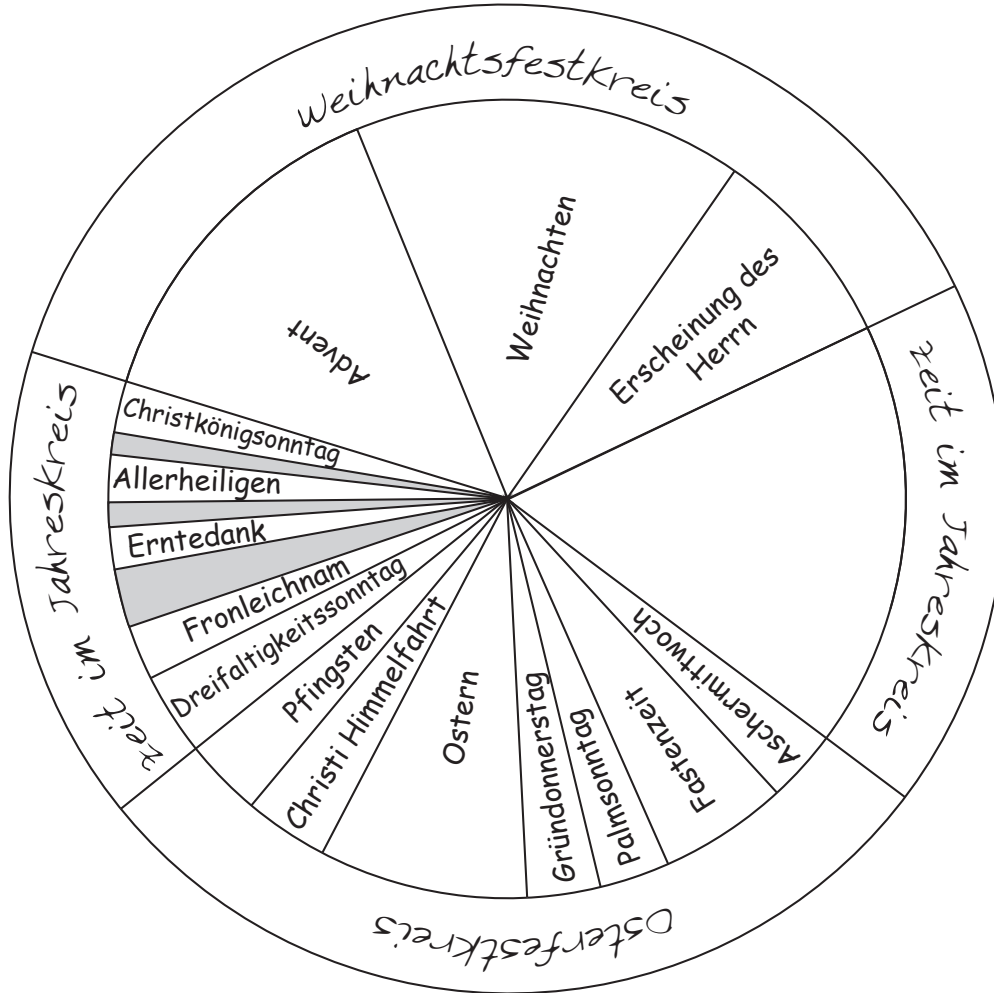 Weihnachtsfestkreis
Advent
Weihnachten
Erscheinung des
Herrn
Zeit im Jahreskreis
Aschermittwoch
Fastenzeit
Palmsonntag
Gründonnerstag
Ostern
Christi Himmelfahrt
Pfingsten
Osterfestkreis
Dreifaltigkeitssonntag
Fronleichnam
Erntedank
Allerheiligen
Christkönigsonntag
Zeit im Jahreskreis